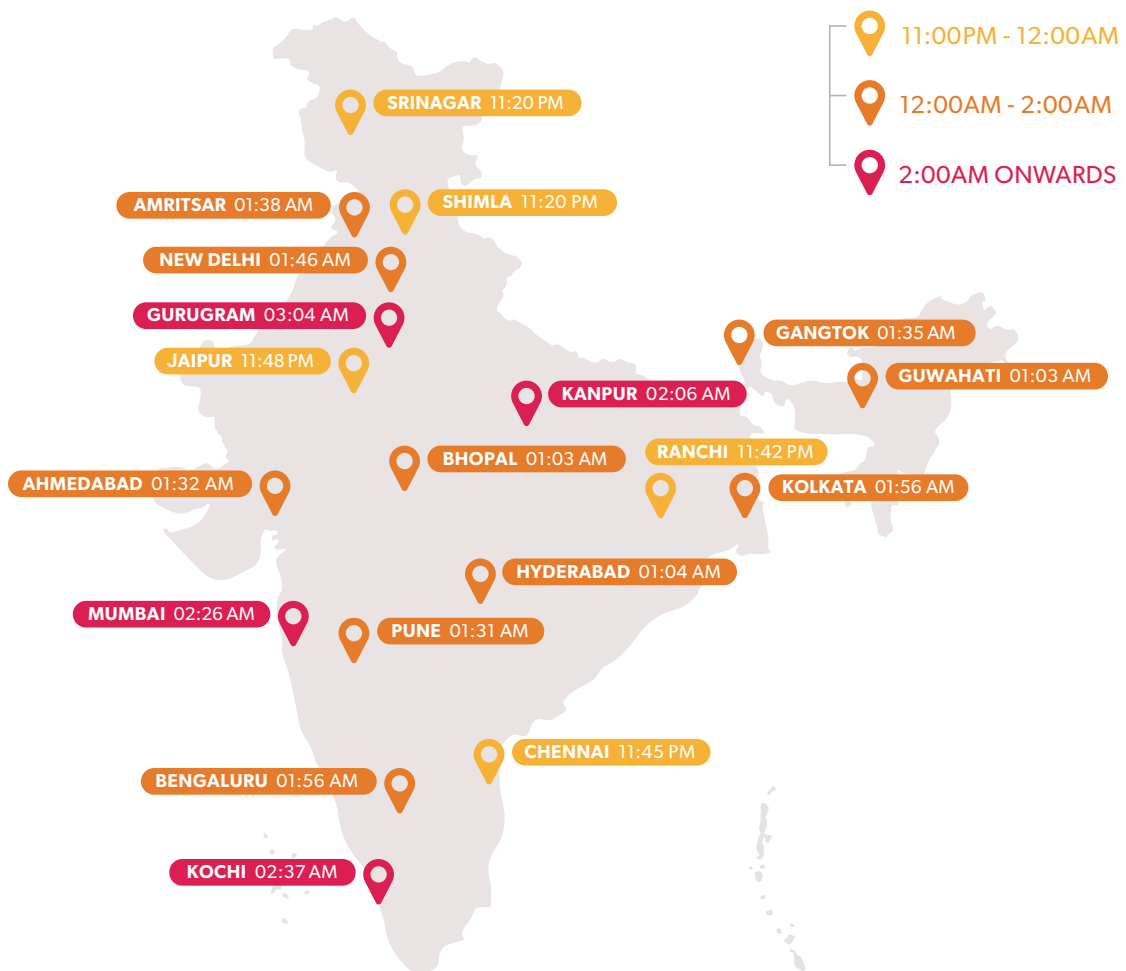 11:00PM - 12:00AM
12:00AM - 2:00AM
2:00AM ONWARDS
SRINAGAR 11:20 PM
AMRITSAR 01:38 AM
SHIMLA 11:20 PM
NEW DELHI 01:46 AM
GURUGRAM 03:04 AM
JAIPUR 11:48 PM
GANGTOK 01:35 AM
GUWAHATI 01:03 AM
KANPUR 02:06 AM
BHOPAL 01:03 AM
RANCHI 11:42 PM
AHMEDABAD 01:32 AM
KOLKATA 01:56 AM
HYDERABAD 01:04 AM
MUMBAI 02:26 AM
PUNE 01:31 AM
CHENNAI 11:45 PM
BENGALURU 01:56 AM
KOCHI 02:37 AM